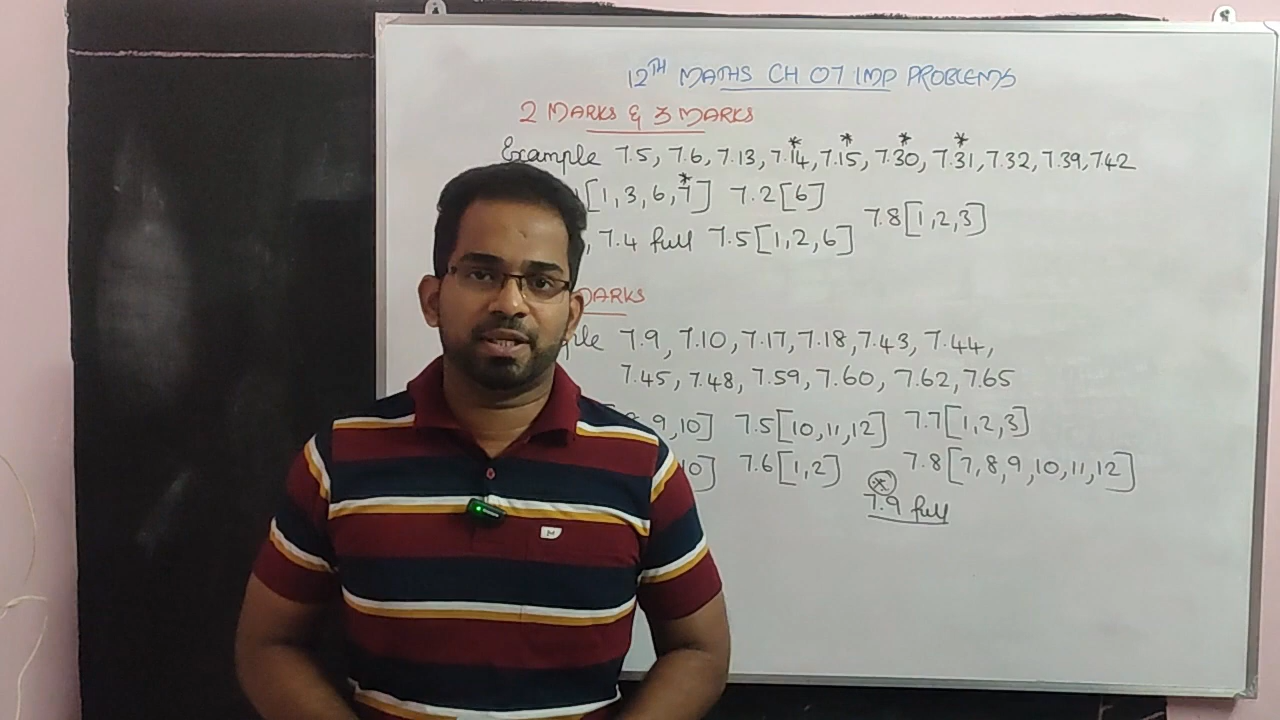 12TH MATHS CH 07 IMP PROBLEMS
2 MARKS & 3 MARKS
Example 7.5, 7.6, 7.13, 7.14*, 7.15*, 7.30*, 7.31*, 7.32, 7.39, 742
[1, 3, 6, 7*] 7.2[6]
7.8[1,2,3]
, 7.4 full 7.5[1,2,6]
MARKS
7.9, 7.10, 7.17, 7.18, 7.43, 7.44,
7.45, 7.48, 7.59, 7.60, 7.62, 7.65
9,10] 7.5[10,11,12] 7.7[1,2,3]
10] 7.6[1,2] 7.8[7,8,9,10,11,12]
* 7.9 full
M